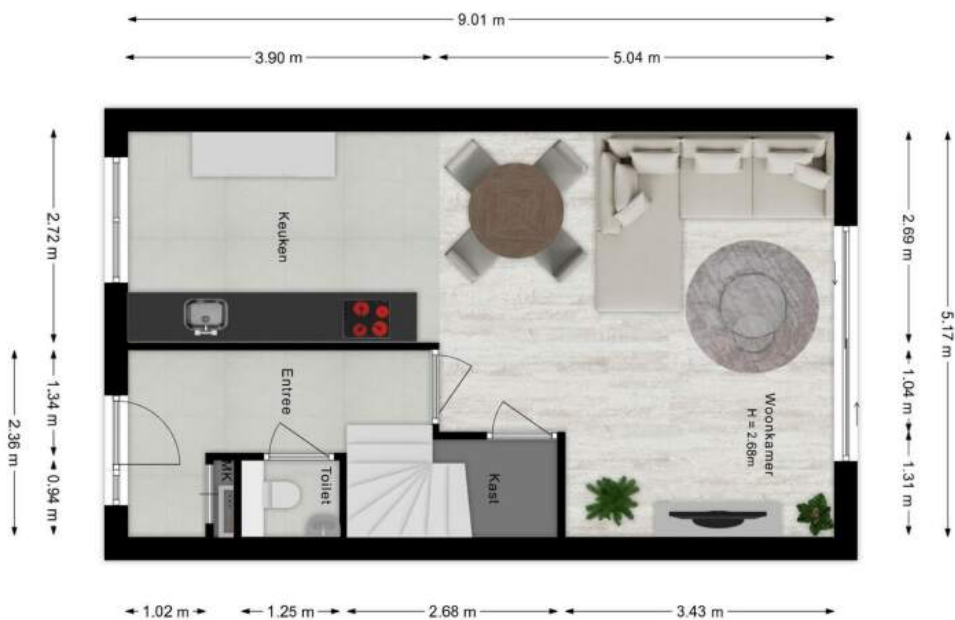 9.01 m
3.90 m
5.04 m
2.72 m
2.69 m
5.17 m
Keuken
1.34 m
2.36 m
0.94 m
Entree
1.04 m
1.31 m
Woonkamer
H = 2.68m
MK
Toilet
Kast
1.02 m
1.25 m
2.68 m
3.43 m